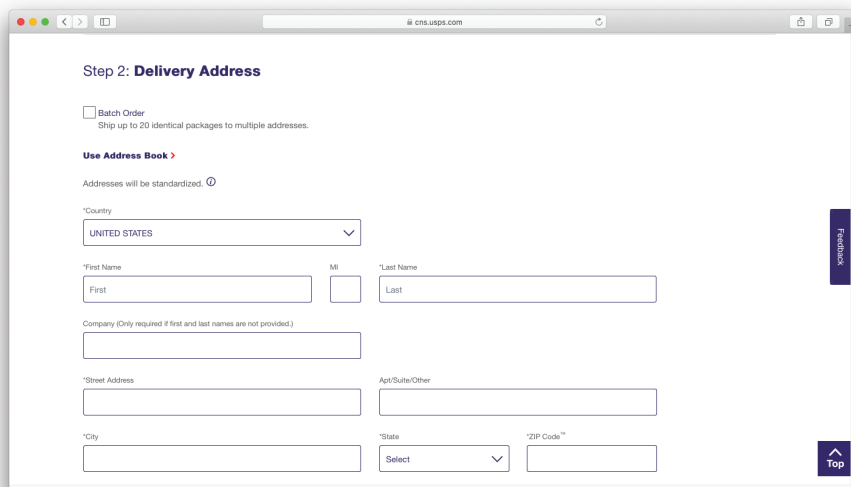 cns.usps.com
Step 2: Delivery Address
Batch Order
Ship up to 20 identical packages to multiple addresses.
Use Address Book >
Addresses will be standardized. i
*Country
UNITED STATES
*First Name MI *Last Name
First Last
Company (Only required if first and last names are not provided.)
*Street Address Apt/Suite/Other
*City *State *ZIP Code™
Select
Feedback
Top